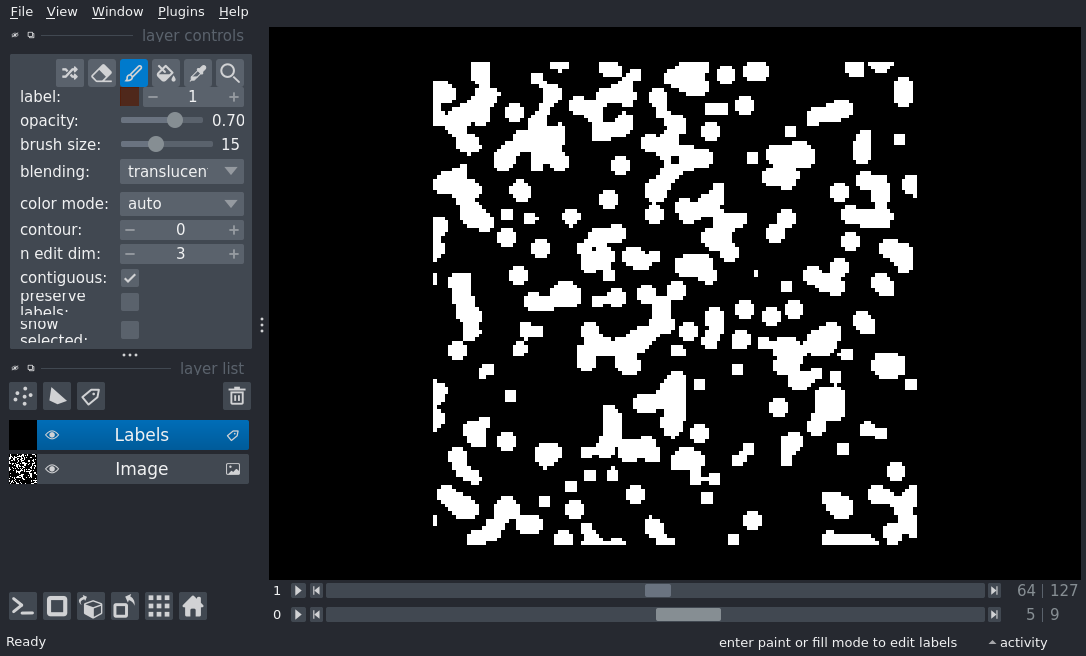 File View Window Plugins Help
layer controls
label: 1
opacity: 0.70
brush size: 15
blending: translucen
color mode: auto
contour: 0
n edit dim: 3
contiguous:
preserve
labels:
show
selected:
layer list
Labels
Image
1 64 127
0 5 9
Ready enter paint or fill mode to edit labels activity